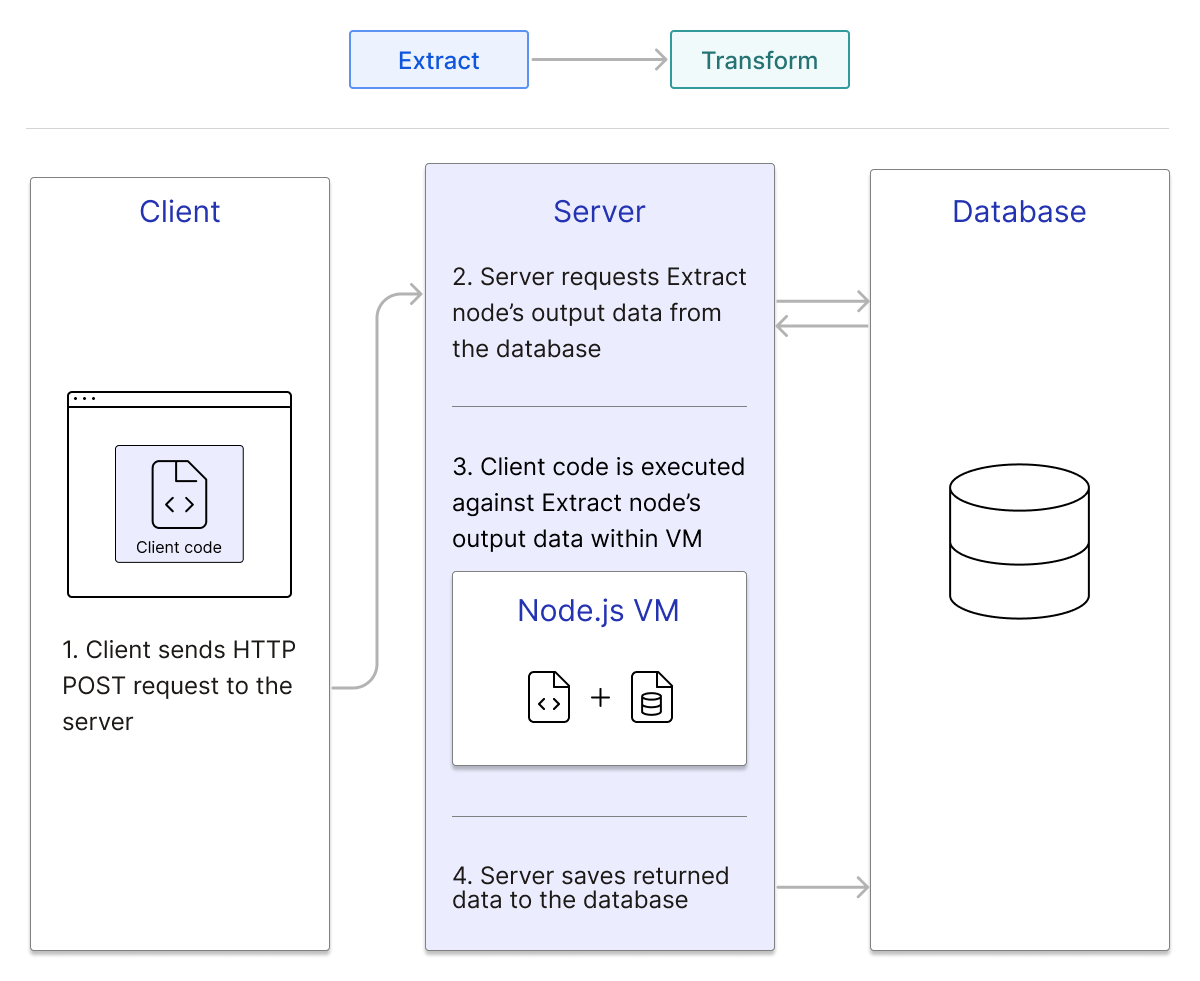 Extract
Transform
Client
Client code
1. Client sends HTTP
POST request to the
server
Server
2. Server requests Extract
node’s output data from
the database
3. Client code is executed
against Extract node’s
output data within VM
Node.js VM
+
4. Server saves returned
data to the database
Database